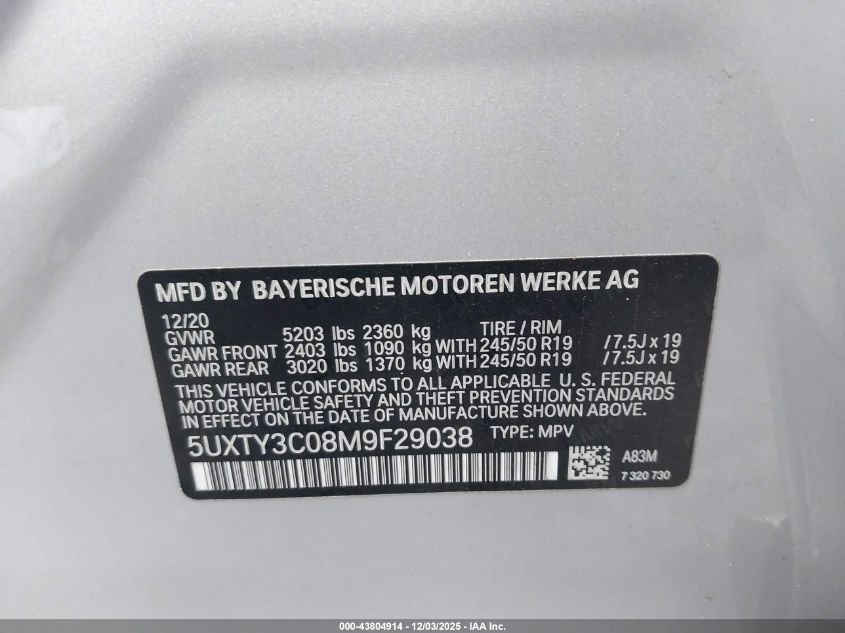 MFD BY BAYERISCHE MOTOREN WERKE AG
12/20
GVWR 5203 lbs 2360 kg TIRE / RIM
GAWR FRONT 2403 lbs 1090 kg WITH 245/50 R19 / 7.5J x 19
GAWR REAR 3020 lbs 1370 kg WITH 245/50 R19 / 7.5J x 19
THIS VEHICLE CONFORMS TO ALL APPLICABLE U. S. FEDERAL
MOTOR VEHICLE SAFETY AND THEFT PREVENTION STANDARDS
IN EFFECT ON THE DATE OF MANUFACTURE SHOWN ABOVE.
5UXTY3C08M9F29038 TYPE: MPV
A83M
7 320 730
000-43804914 - 12/03/2025 - IAA Inc.